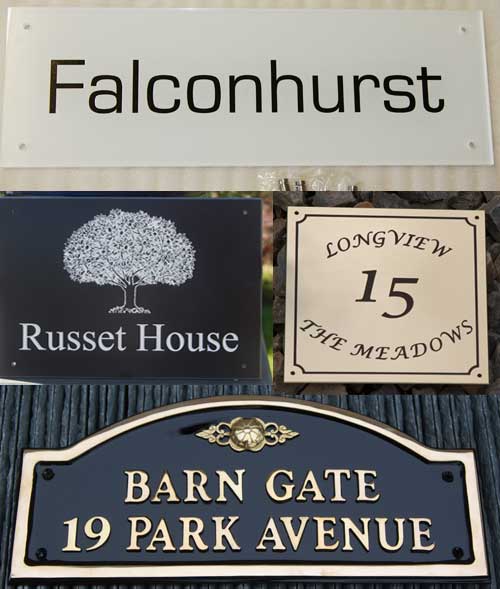 Falconhurst
Russet House
LONGVIEW
15
THE MEADOWS
BARN GATE
19 PARK AVENUE